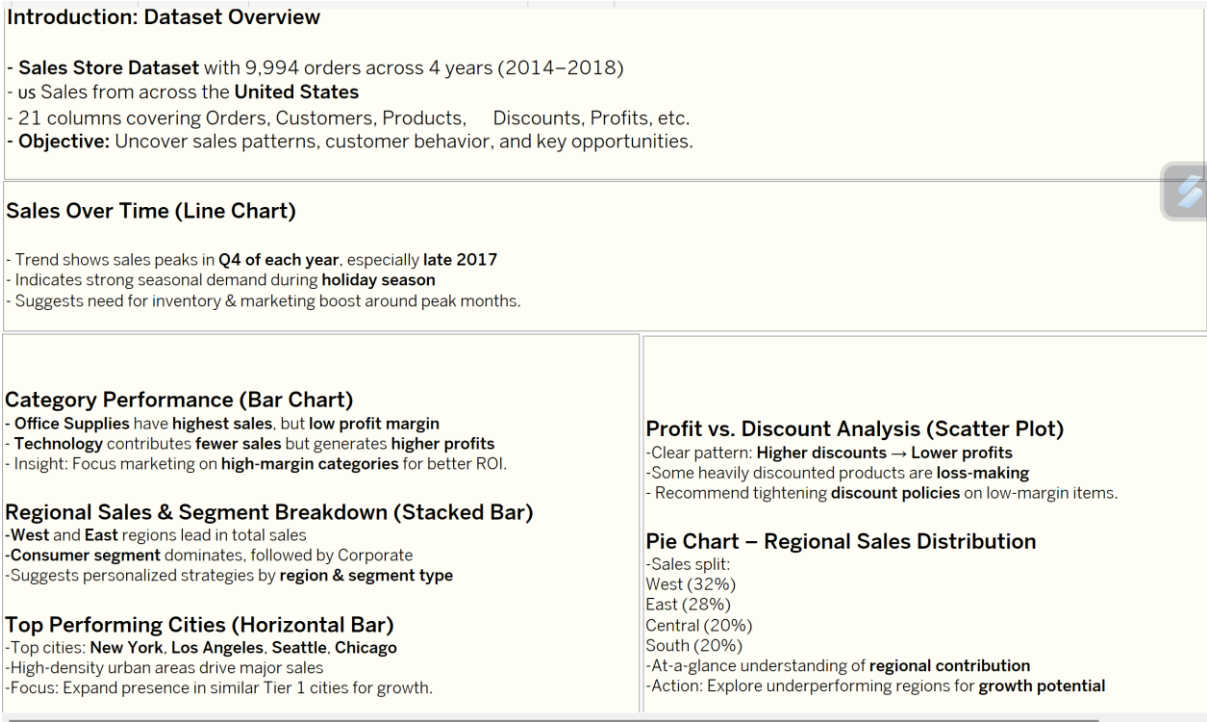 Introduction: Dataset Overview
- Sales Store Dataset with 9,994 orders across 4 years (2014–2018)
- us Sales from across the United States
- 21 columns covering Orders, Customers, Products, Discounts, Profits, etc.
- Objective: Uncover sales patterns, customer behavior, and key opportunities.
Sales Over Time (Line Chart)
- Trend shows sales peaks in Q4 of each year, especially late 2017
- Indicates strong seasonal demand during holiday season
- Suggests need for inventory & marketing boost around peak months.
Category Performance (Bar Chart)
- Office Supplies have highest sales, but low profit margin
- Technology contributes fewer sales but generates higher profits
- Insight: Focus marketing on high-margin categories for better ROI.
Regional Sales & Segment Breakdown (Stacked Bar)
-West and East regions lead in total sales
-Consumer segment dominates, followed by Corporate
-Suggests personalized strategies by region & segment type
Top Performing Cities (Horizontal Bar)
-Top cities: New York, Los Angeles, Seattle, Chicago
-High-density urban areas drive major sales
-Focus: Expand presence in similar Tier 1 cities for growth.
Profit vs. Discount Analysis (Scatter Plot)
-Clear pattern: Higher discounts → Lower profits
-Some heavily discounted products are loss-making
- Recommend tightening discount policies on low-margin items.
Pie Chart – Regional Sales Distribution
-Sales split:
West (32%)
East (28%)
Central (20%)
South (20%)
-At-a-glance understanding of regional contribution
-Action: Explore underperforming regions for growth potential